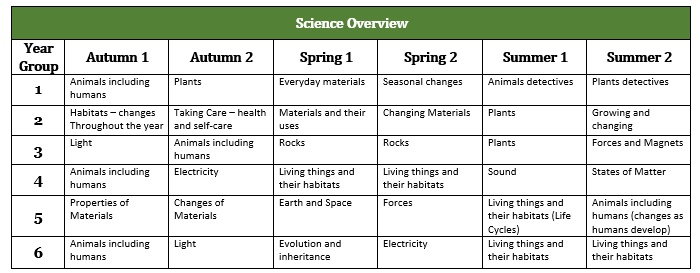 Science Overview
Year Group Autumn 1 Autumn 2 Spring 1 Spring 2 Summer 1 Summer 2
1 Animals including humans Plants Everyday materials Seasonal changes Animals detectives Plants detectives
2 Habitats – changes Throughout the year Taking Care – health and self-care Materials and their uses Changing Materials Plants Growing and changing
3 Light Animals including humans Rocks Rocks Plants Forces and Magnets
4 Animals including humans Electricity Living things and their habitats Living things and their habitats Sound States of Matter
5 Properties of Materials Changes of Materials Earth and Space Forces Living things and their habitats (Life Cycles) Animals including humans (changes as humans develop)
6 Animals including humans Light Evolution and inheritance Electricity Living things and their habitats Living things and their habitats